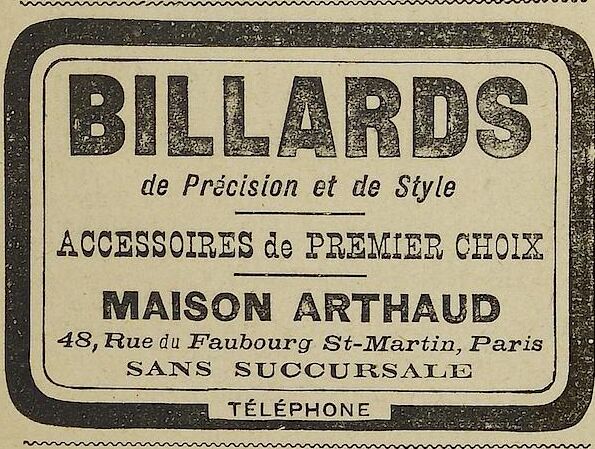 BILLARDS
de Précision et de Style
ACCESSOIRES de PREMIER CHOIX
MAISON ARTHAUD
48, Rue du Faubourg St-Martin, Paris
SANS SUCCURSALE
TÉLÉPHONE